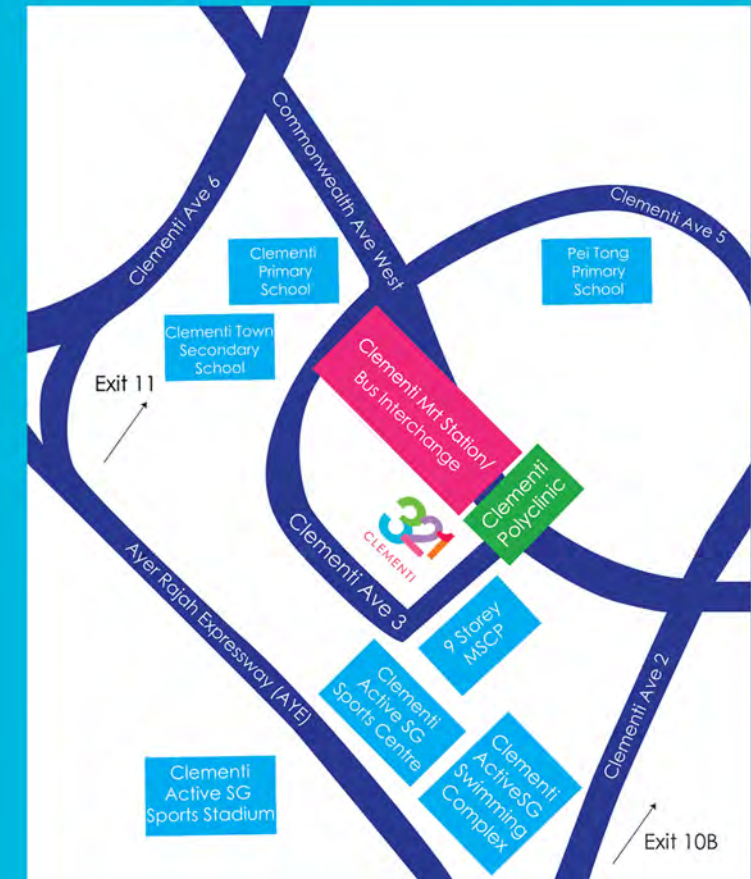 Clementi Ave 6
Commonwealth Ave West
Clementi Ave 5
Clementi
Primary
School
Pei Tong
Primary
School
Clementi Town
Secondary
School
Exit 11
Clementi Mrt Station/
Bus Interchange
Clementi
Polyclinic
321
CLEMENTI
Clementi Ave 3
9 Storey
MSCP
Ayer Rajah Expressway (AYE)
Clementi
Active SG
Sports Centre
Clementi
ActiveSG
Swimming
Complex
Clementi Ave 2
Clementi
Active SG
Sports Stadium
Exit 10B